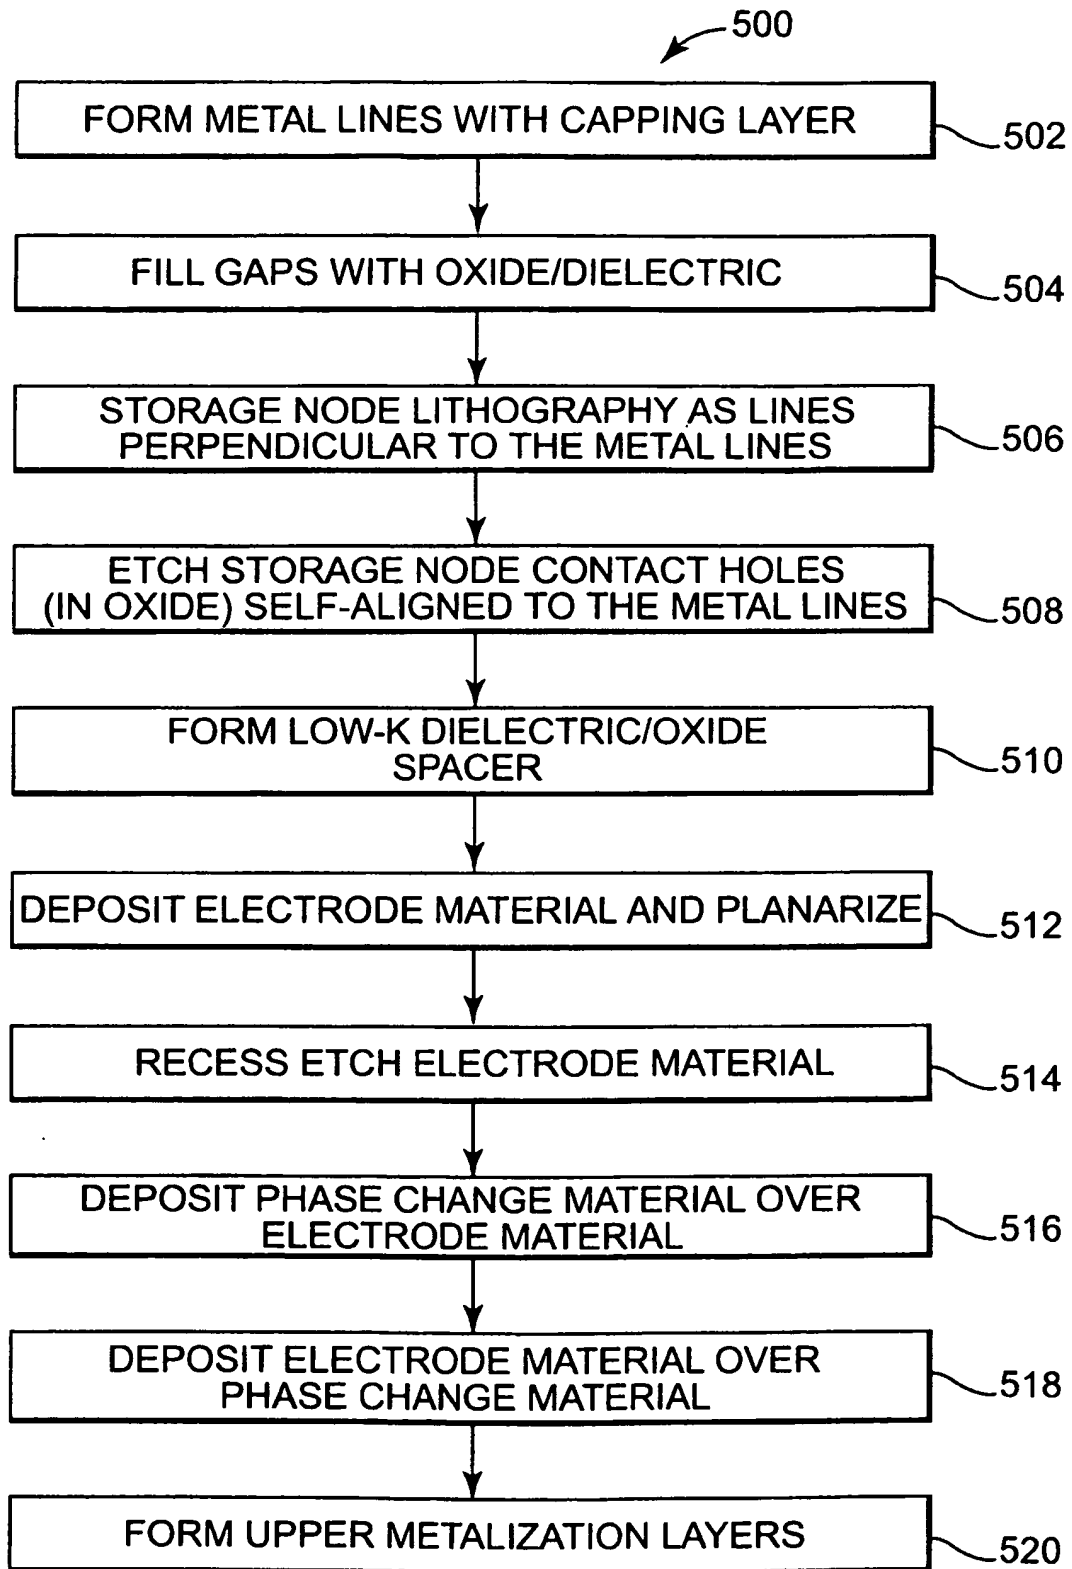 500
FORM METAL LINES WITH CAPPING LAYER
502
FILL GAPS WITH OXIDE/DIELECTRIC
504
STORAGE NODE LITHOGRAPHY AS LINES
PERPENDICULAR TO THE METAL LINES
506
ETCH STORAGE NODE CONTACT HOLES
(IN OXIDE) SELF-ALIGNED TO THE METAL LINES
508
FORM LOW-K DIELECTRIC/OXIDE
SPACER
510
DEPOSIT ELECTRODE MATERIAL AND PLANARIZE
512
RECESS ETCH ELECTRODE MATERIAL
514
DEPOSIT PHASE CHANGE MATERIAL OVER
ELECTRODE MATERIAL
516
DEPOSIT ELECTRODE MATERIAL OVER
PHASE CHANGE MATERIAL
518
FORM UPPER METALIZATION LAYERS
520